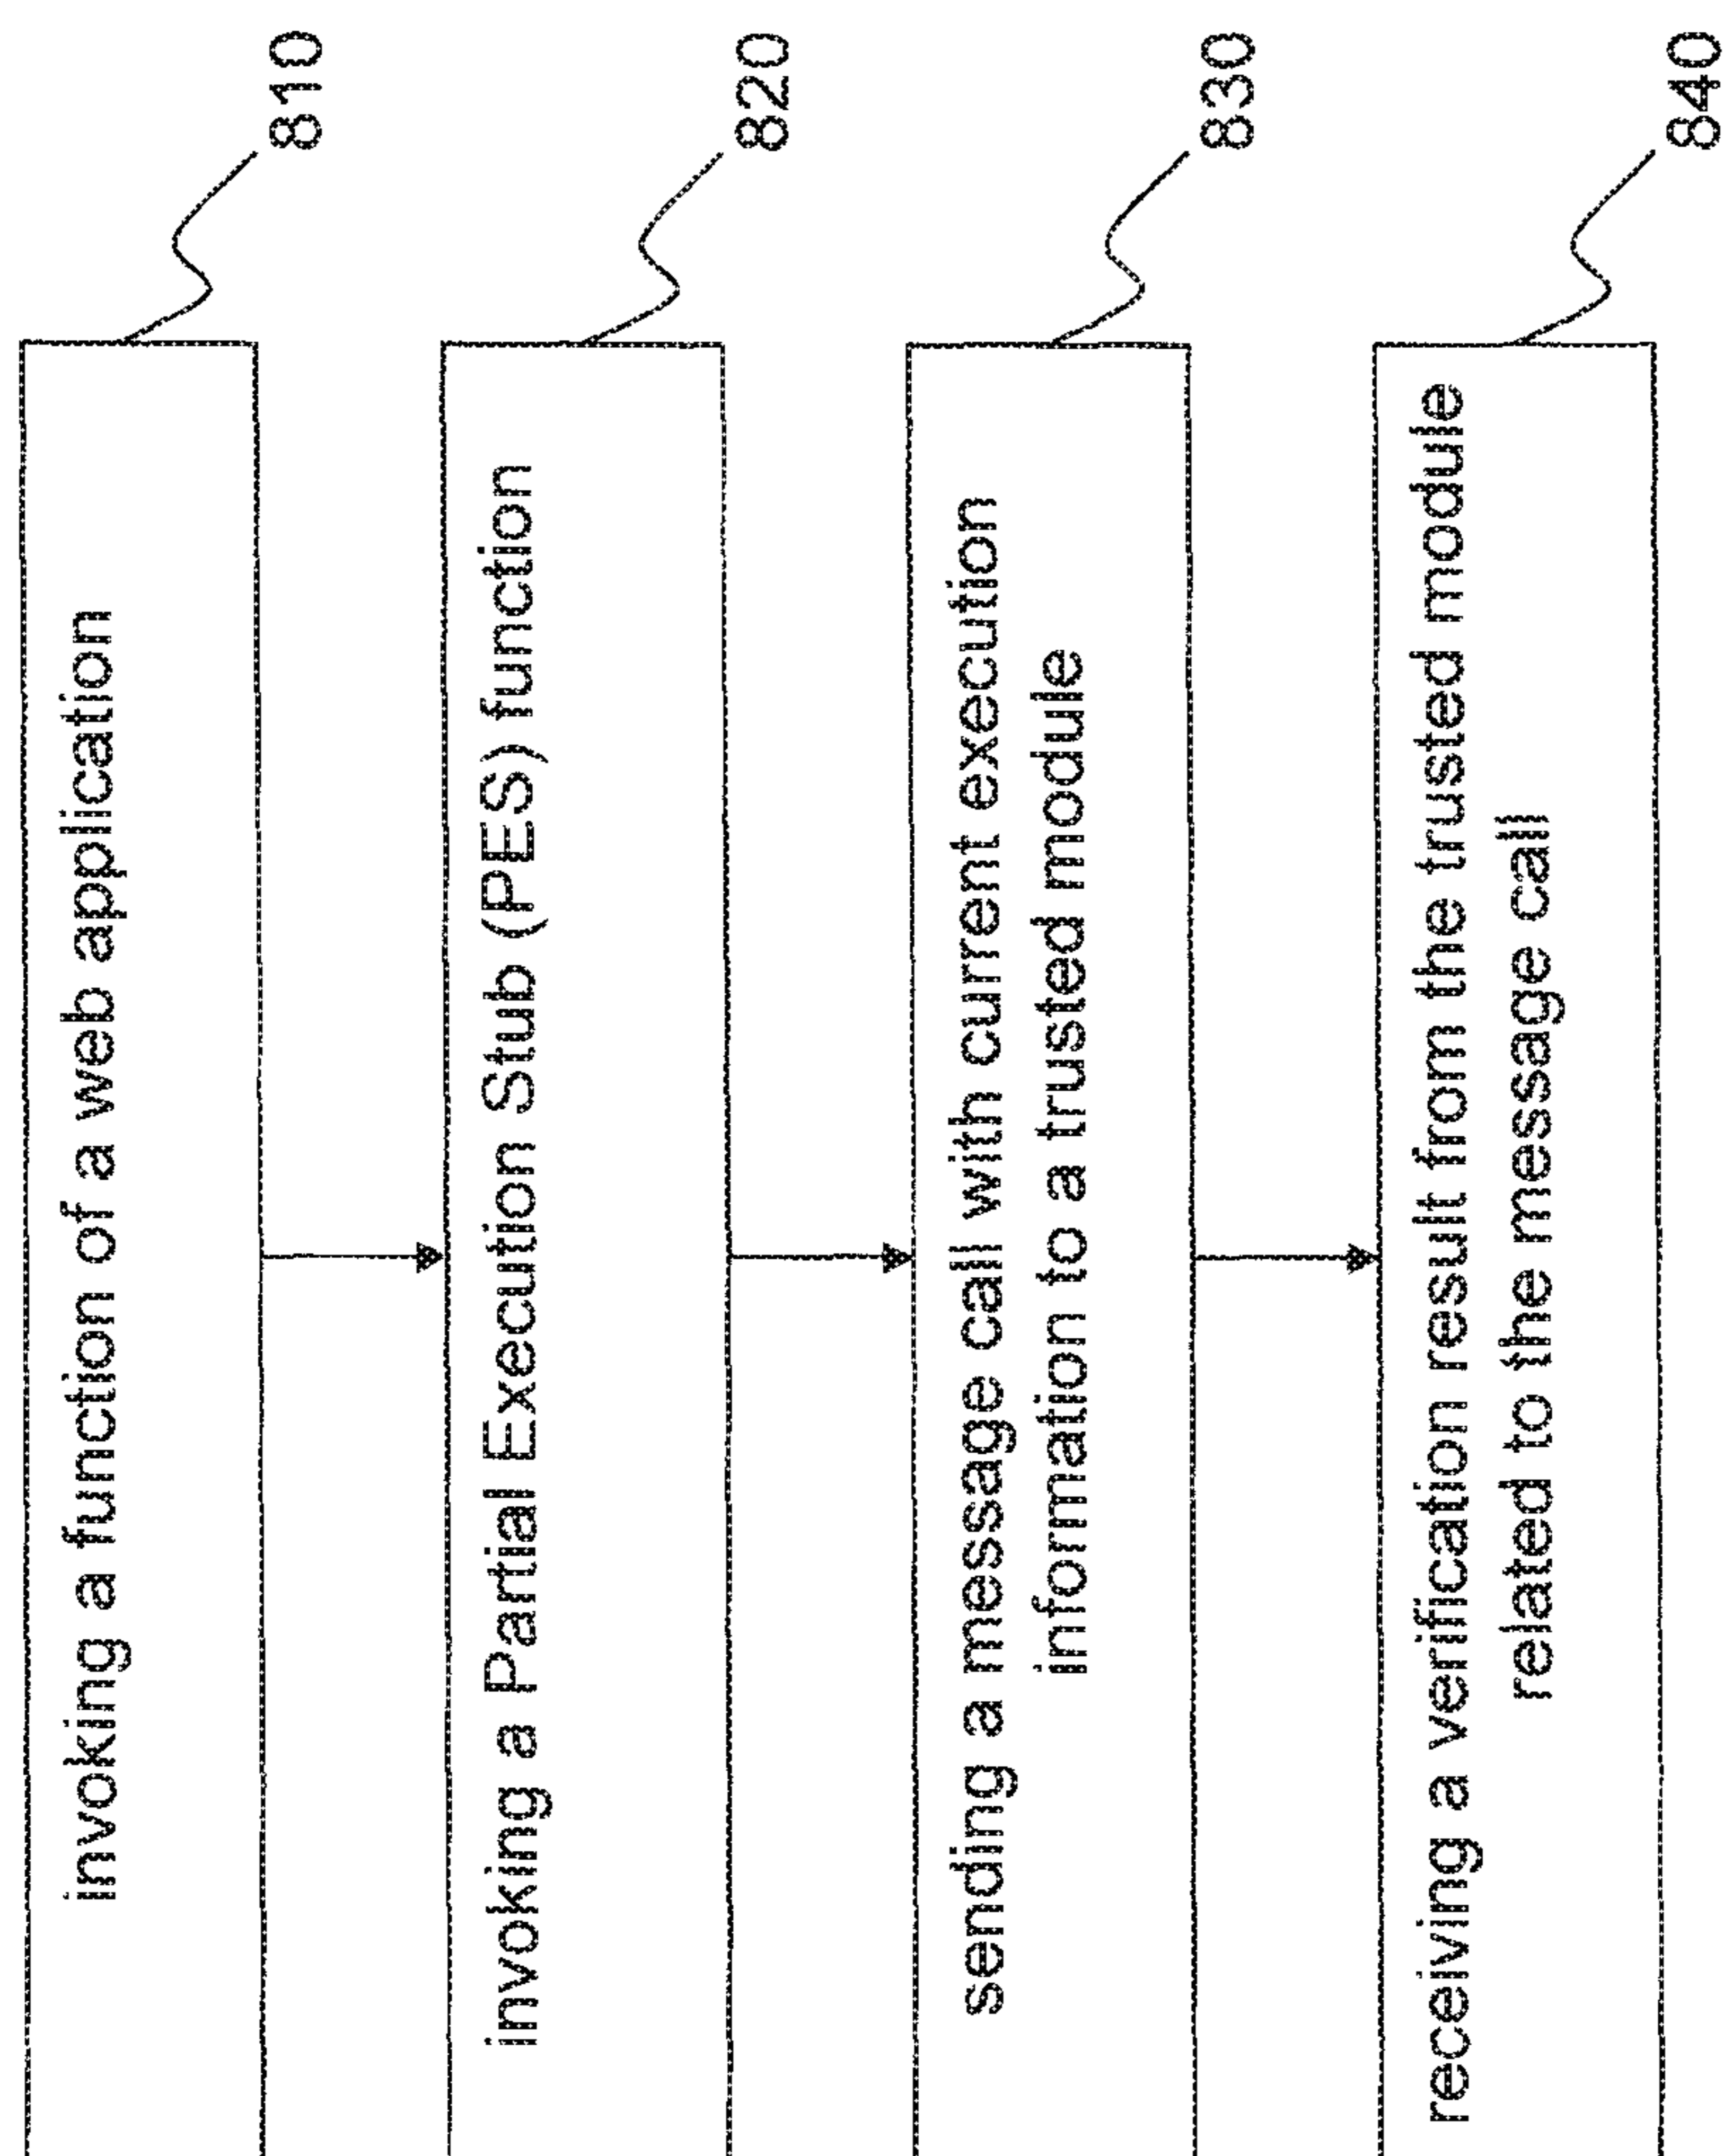 invoking a function of a web application
810
invoking a Partial Execution Stub (PES) function
820
sending a message call with current execution
information to a trusted module
830
receiving a verification result from the trusted module
related to the message call
840